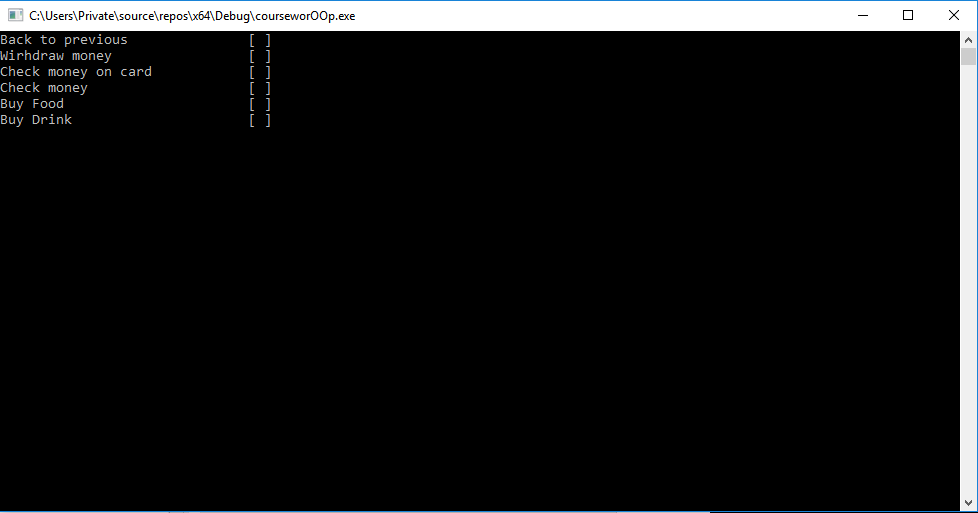 C:\Users\Private\source\repos\x64\Debug\courseworOOp.exe
Back to previous [ ]
Wirhdraw money [ ]
Check money on card [ ]
Check money [ ]
Buy Food [ ]
Buy Drink [ ]